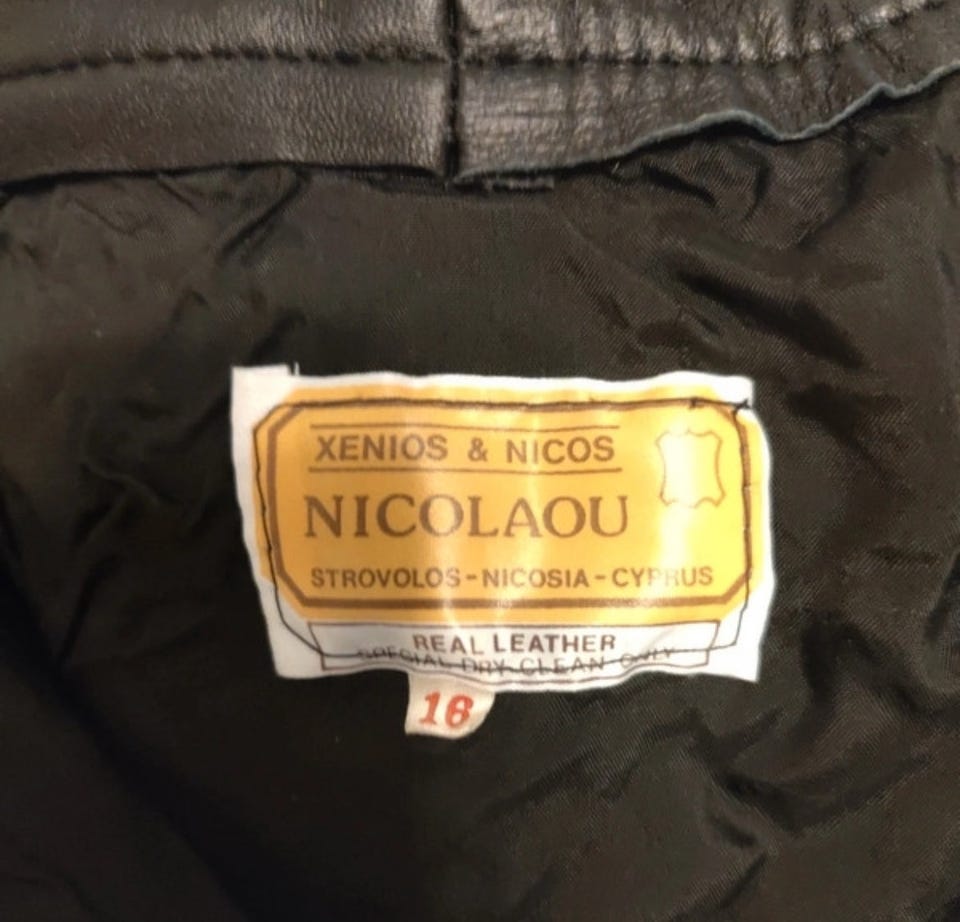 XENIOS & NICOS
NICOLAOU
STROVOLOS - NICOSIA - CYPRUS
REAL LEATHER
SPECIAL DRY CLEAN ONLY
16